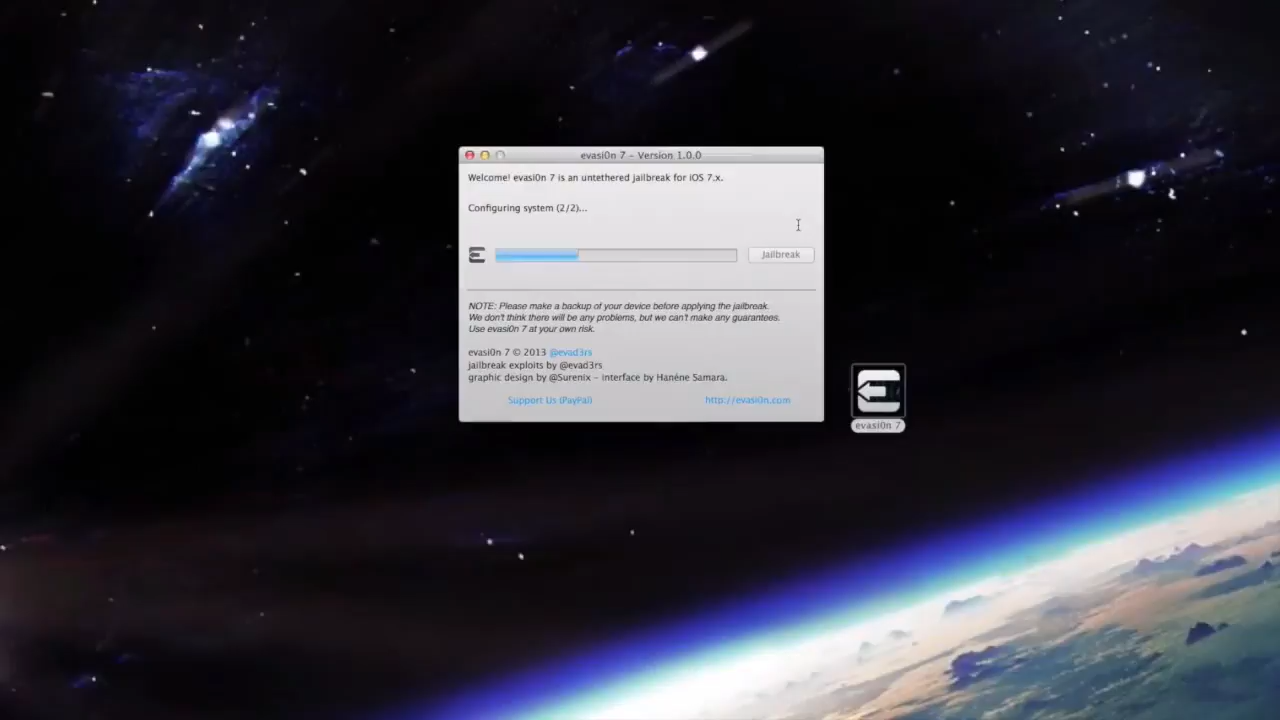 evasi0n 7 – Version 1.0.0
Welcome! evasi0n 7 is an untethered jailbreak for iOS 7.x.
Configuring system (2/2)...
Jailbreak
NOTE: Please make a backup of your device before applying the jailbreak.
We don't think there will be any problems, but we can't make any guarantees.
Use evasi0n 7 at your own risk.
evasi0n 7 © 2013 @evad3rs
jailbreak exploits by @evad3rs
graphic design by @Surenix – interface by Hanène Samara.
Support Us (PayPal) http://evasi0n.com
evasi0n 7